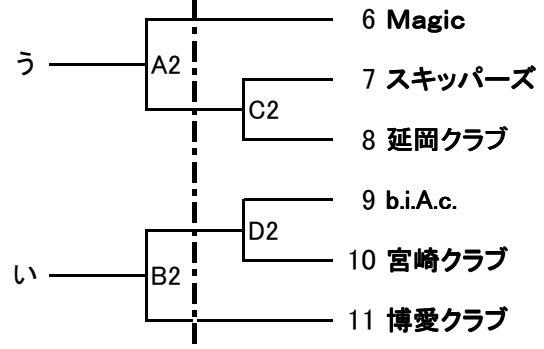 6 Magic
う
A2
7 スキッパーズ
C2
8 延岡クラブ
9 b.i.A.c.
D2
10 宮崎クラブ
い
B2
11 博愛クラブ